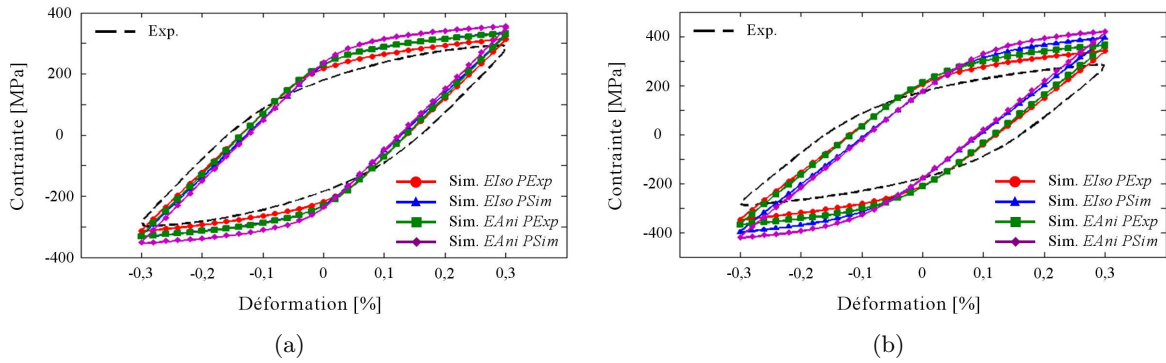 Exp.
Contrainte [MPa]
400
200
0
-200
-400
Sim. EIso PExp
Sim. EIso PSim
Sim. EAni PExp
Sim. EAni PSim
-0,3 -0,2 -0,1 0 0,1 0,2 0,3
Déformation [%]
(a)
Exp.
Contrainte [MPa]
400
200
0
-200
-400
Sim. EIso PExp
Sim. EIso PSim
Sim. EAni PExp
Sim. EAni PSim
-0,3 -0,2 -0,1 0 0,1 0,2 0,3
Déformation [%]
(b)